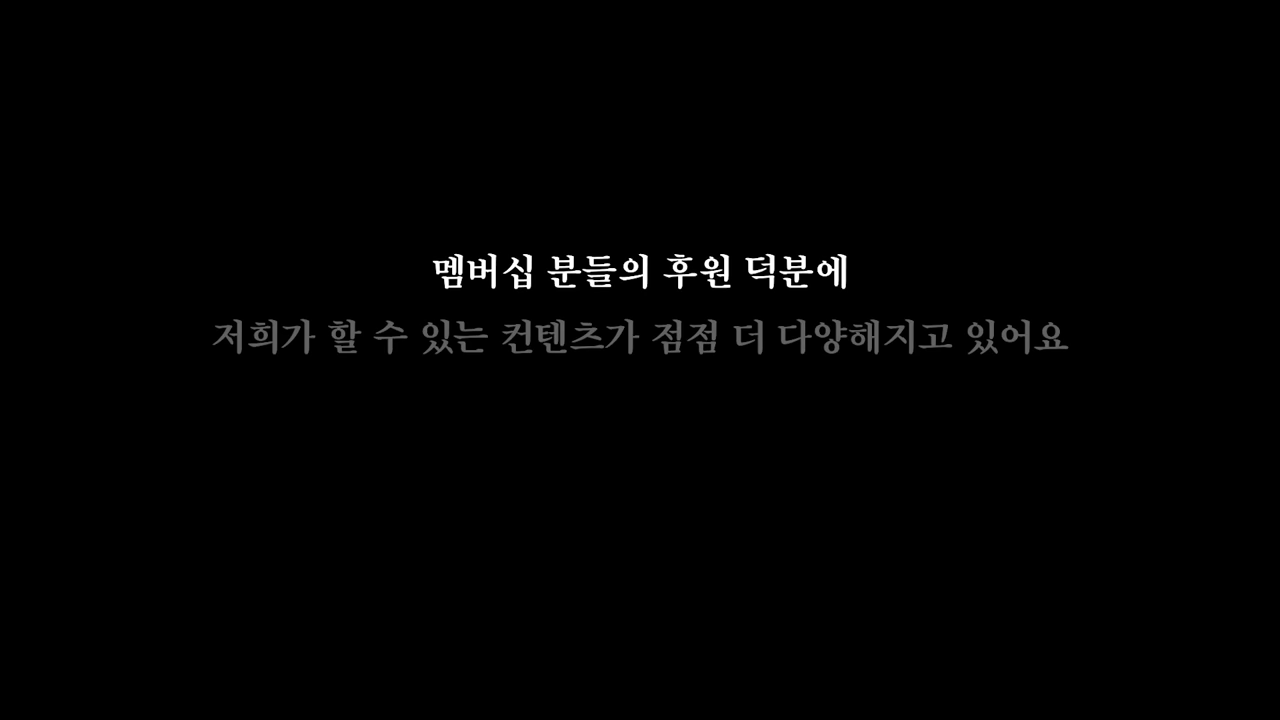 멤버십 분들의 후원 덕분에
저희가 할 수 있는 컨텐츠가 점점 더 다양해지고 있어요